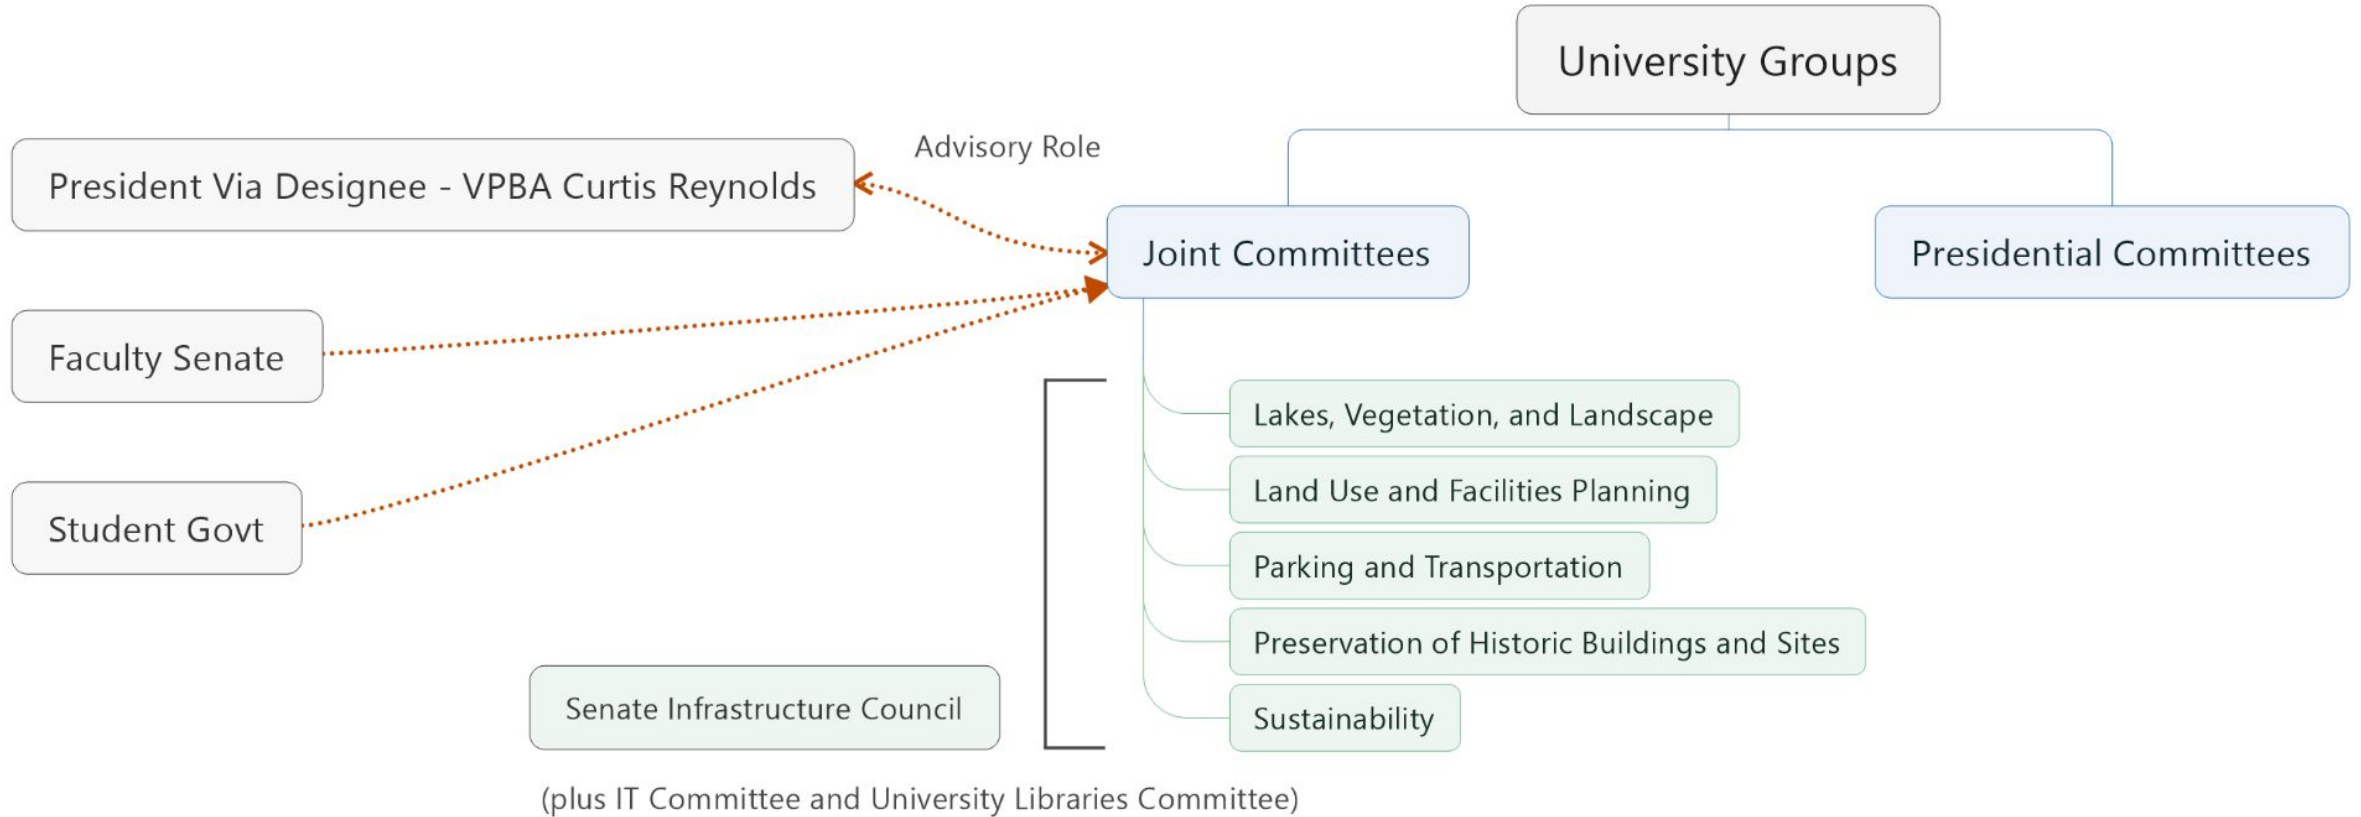 University Groups
Advisory Role
President Via Designee - VPBA Curtis Reynolds
Joint Committees
Presidential Committees
Faculty Senate
Lakes, Vegetation, and Landscape
Land Use and Facilities Planning
Student Govt
Parking and Transportation
Preservation of Historic Buildings and Sites
Senate Infrastructure Council
Sustainability
(plus IT Committee and University Libraries Committee)